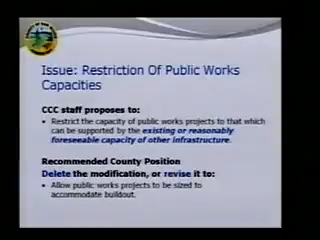 Issue: Restriction Of Public Works
Capacities
CCC staff proposes to:
• Restrict the capacity of public works projects to that which
can be supported by the existing or reasonably
foreseeable capacity of other infrastructure.
Recommended County Position
Delete the modification, or revise it to:
• Allow public works projects to be sized to
accommodate buildout.